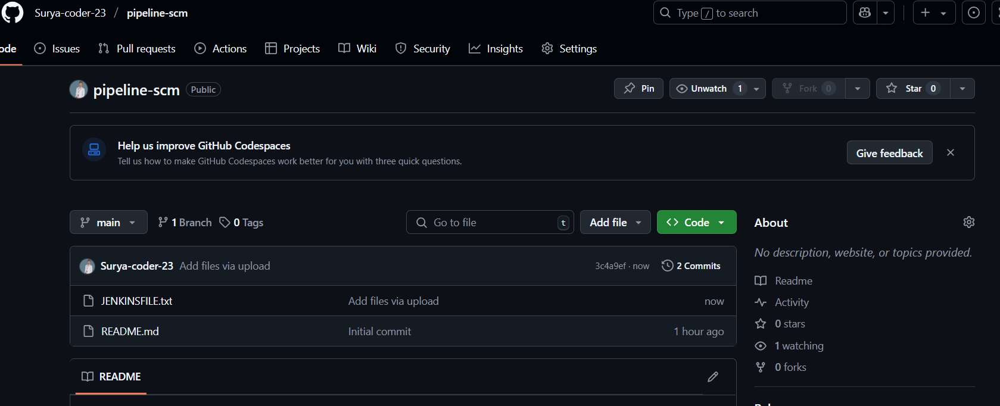 Surya-coder-23 / pipeline-scm
Type / to search
ode Issues Pull requests Actions Projects Wiki Security Insights Settings
pipeline-scm Public
Pin Unwatch 1 Fork 0 Star 0
Help us improve GitHub Codespaces
Tell us how to make GitHub Codespaces work better for you with three quick questions.
Give feedback
main 1 Branch 0 Tags Go to file t Add file Code
Surya-coder-23 Add files via upload 3c4a9ef · now 2 Commits
JENKINSFILE.txt Add files via upload now
README.md Initial commit 1 hour ago
README
About
No description, website, or topics provided.
Readme
Activity
0 stars
1 watching
0 forks